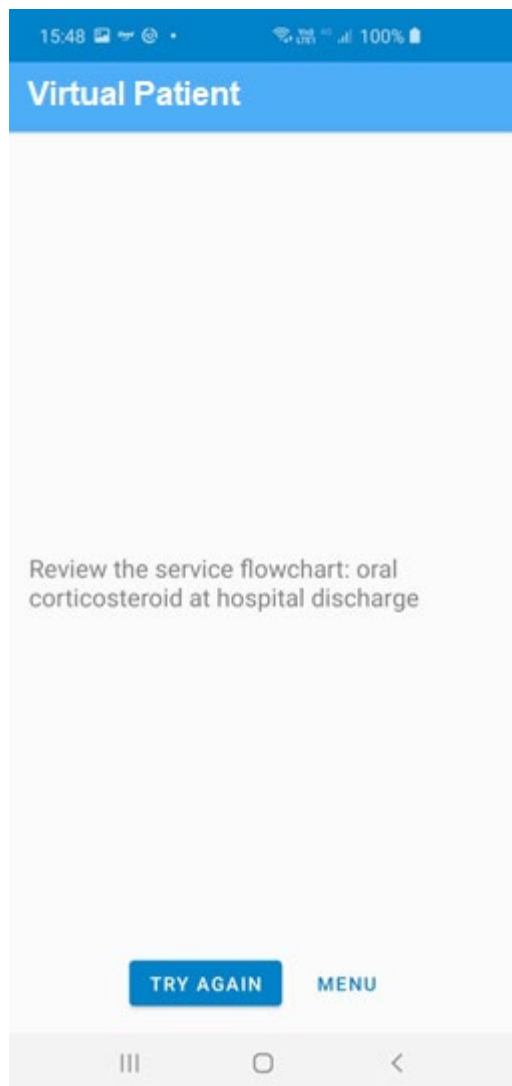 15:48 100%
Virtual Patient
Review the service flowchart: oral
corticosteroid at hospital discharge
TRY AGAIN MENU